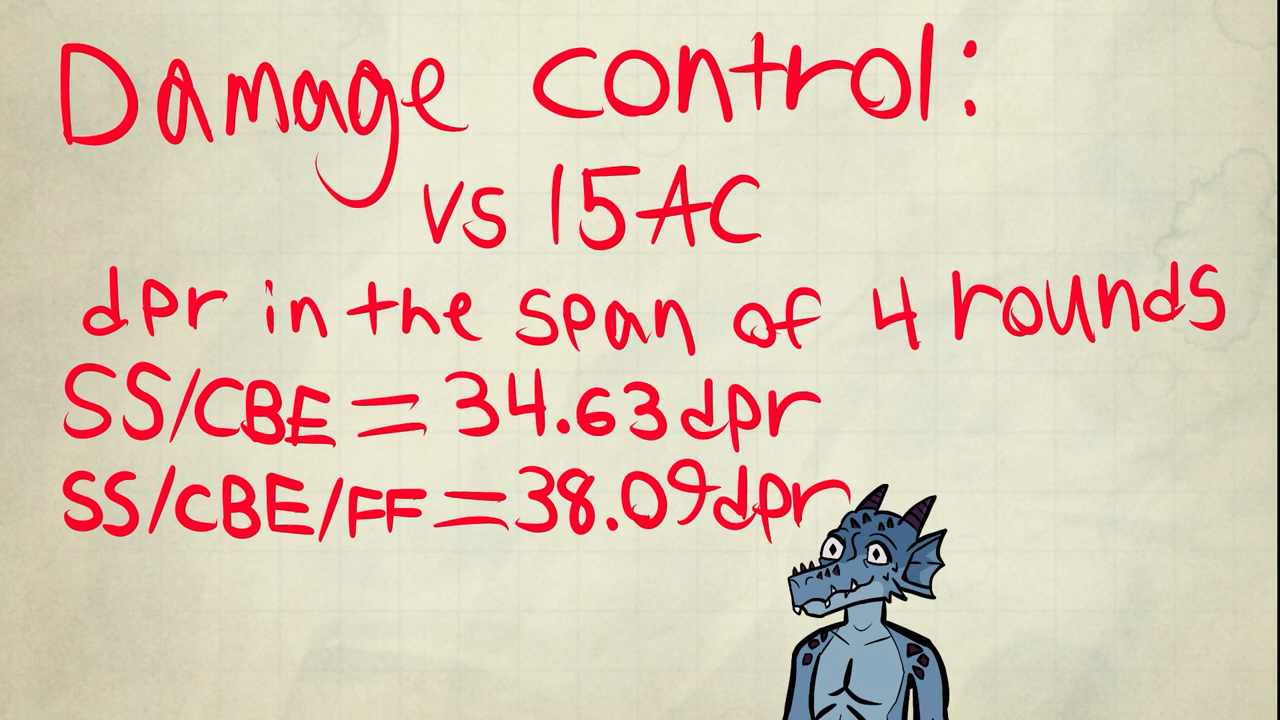 Damage control:
vs 15AC
dpr in the span of 4 rounds
SS/CBE = 34.63dpr
SS/CBE/FF = 38.09dpr